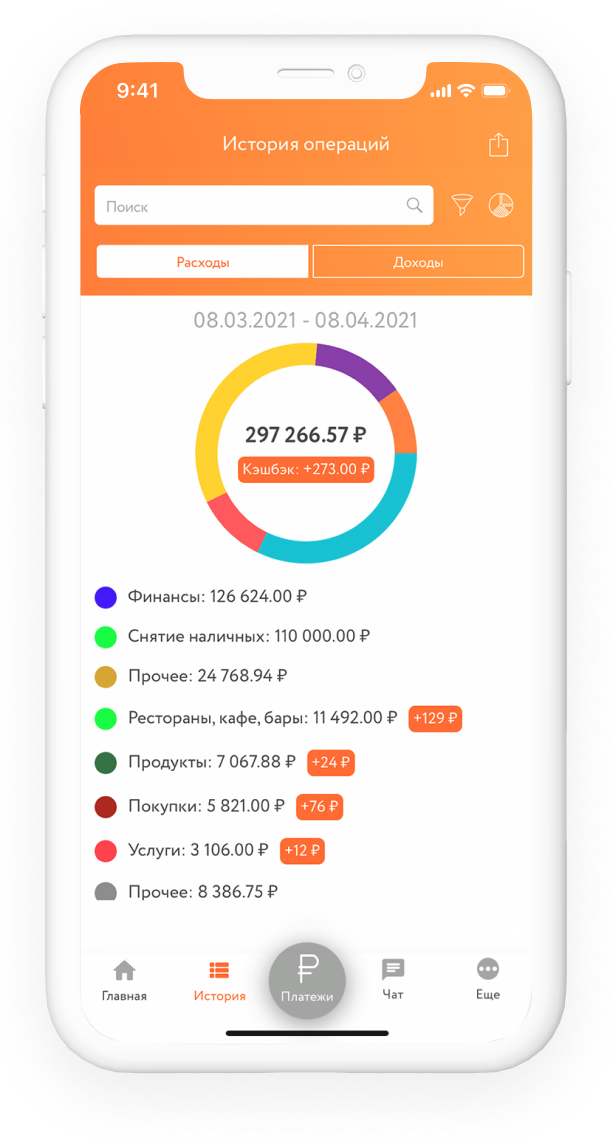 9:41
История операций
Поиск
Расходы Доходы
08.03.2021 - 08.04.2021
297 266.57 ₽
Кэшбэк: +273.00 ₽
Финансы: 126 624.00 ₽
Снятие наличных: 110 000.00 ₽
Прочее: 24 768.94 ₽
Рестораны, кафе, бары: 11 492.00 ₽ +129 ₽
Продукты: 7 067.88 ₽ +24 ₽
Покупки: 5 821.00 ₽ +76 ₽
Услуги: 3 106.00 ₽ +12 ₽
Прочее: 8 386.75 ₽
Главная История Платежи Чат Еще